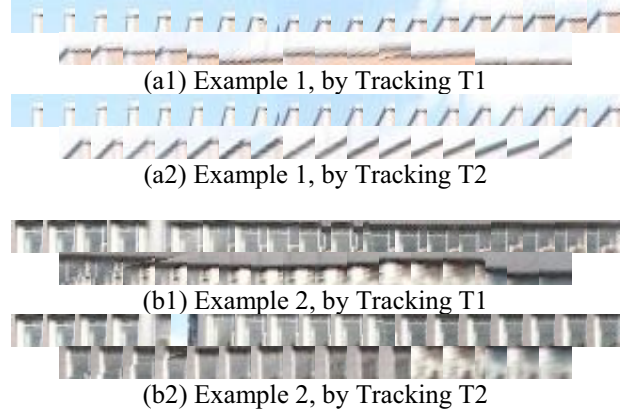 (a1) Example 1, by Tracking T1
(a2) Example 1, by Tracking T2
(b1) Example 2, by Tracking T1
(b2) Example 2, by Tracking T2